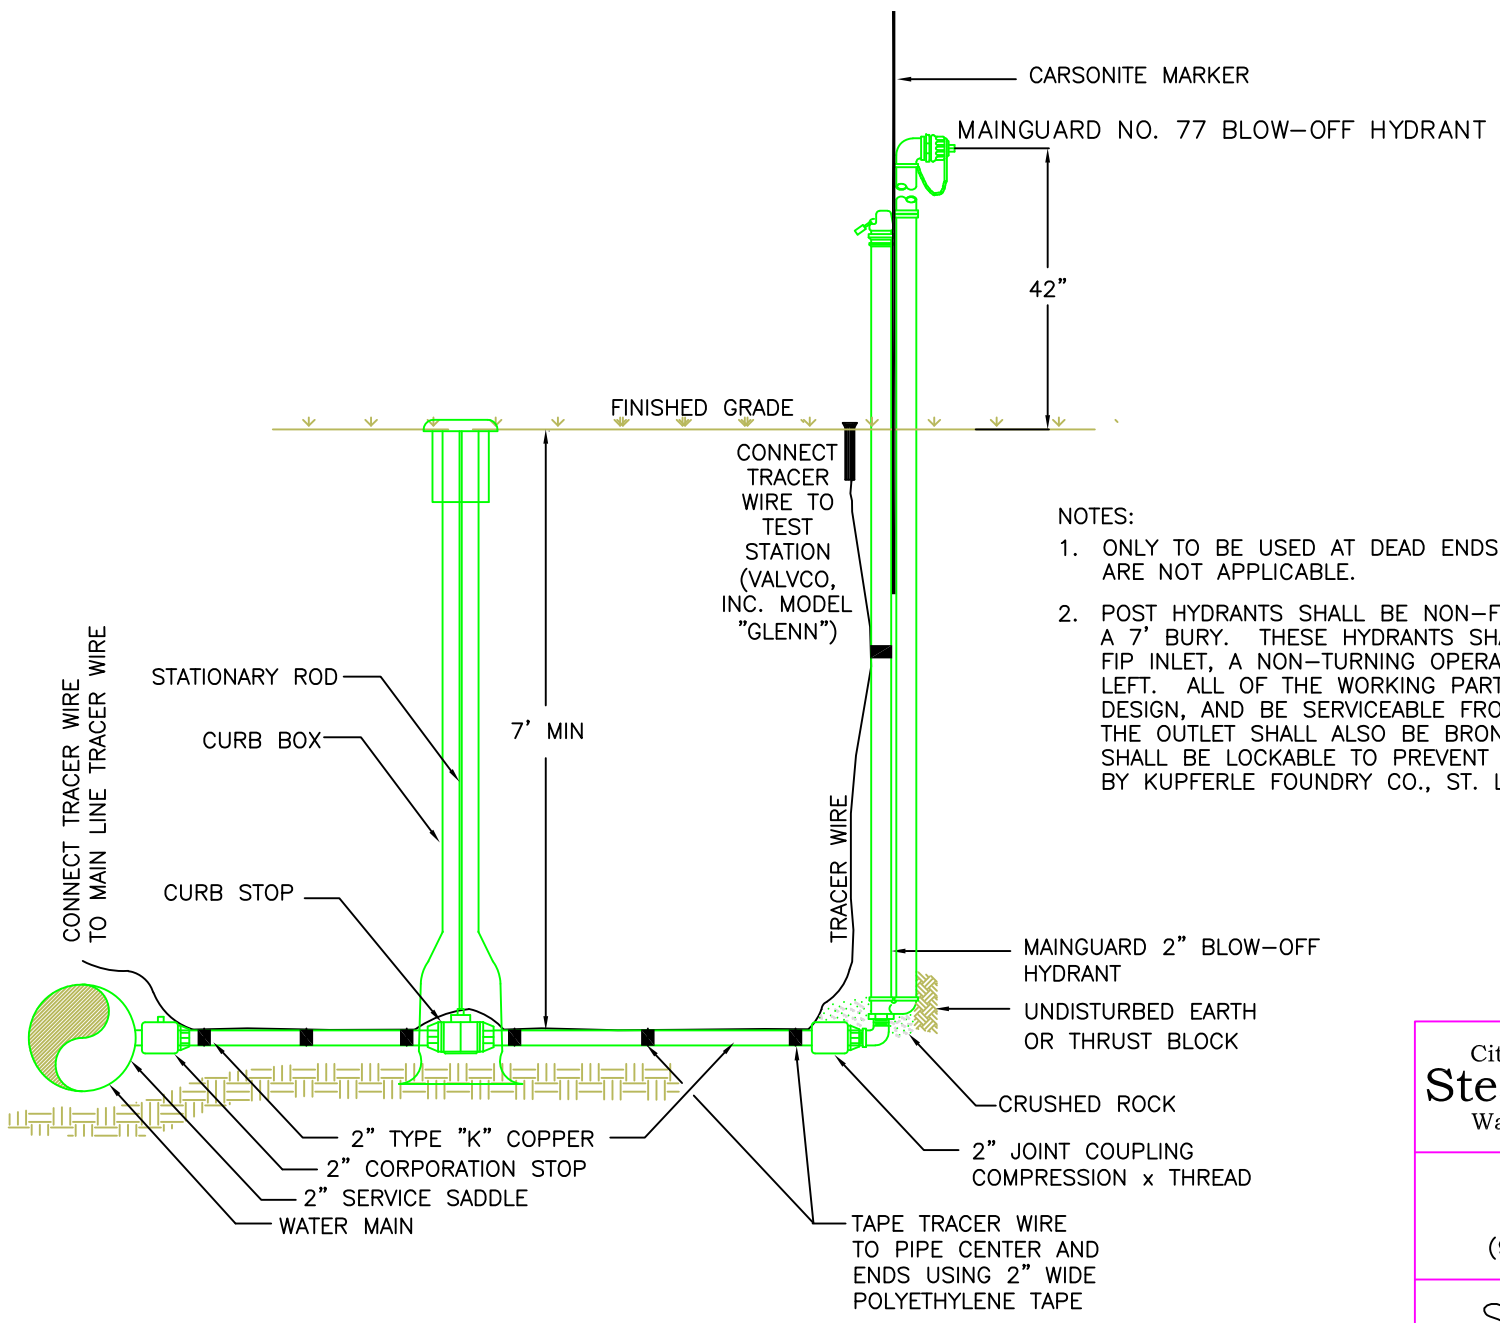 CARSONITE MARKER
MAINGUARD NO. 77 BLOW-OFF HYDRANT
42"
FINISHED GRADE
CONNECT
TRACER
WIRE TO
TEST
STATION
(VALVCO,
INC. MODEL
"GLENN")
NOTES:
1. ONLY TO BE USED AT DEAD ENDS
ARE NOT APPLICABLE.
2. POST HYDRANTS SHALL BE NON-F
A 7' BURY. THESE HYDRANTS SHA
FIP INLET, A NON-TURNING OPERA
LEFT. ALL OF THE WORKING PART
DESIGN, AND BE SERVICEABLE FRO
THE OUTLET SHALL ALSO BE BRON
SHALL BE LOCKABLE TO PREVENT
BY KUPFERLE FOUNDRY CO., ST. L
CONNECT TRACER WIRE
TO MAIN LINE TRACER WIRE
STATIONARY ROD
CURB BOX
7' MIN
CURB STOP
TRACER WIRE
MAINGUARD 2" BLOW-OFF
HYDRANT
UNDISTURBED EARTH
OR THRUST BLOCK
CRUSHED ROCK
2" JOINT COUPLING
COMPRESSION x THREAD
2" TYPE "K" COPPER
2" CORPORATION STOP
2" SERVICE SADDLE
WATER MAIN
TAPE TRACER WIRE
TO PIPE CENTER AND
ENDS USING 2" WIDE
POLYETHYLENE TAPE
Cit
Ste
Wa